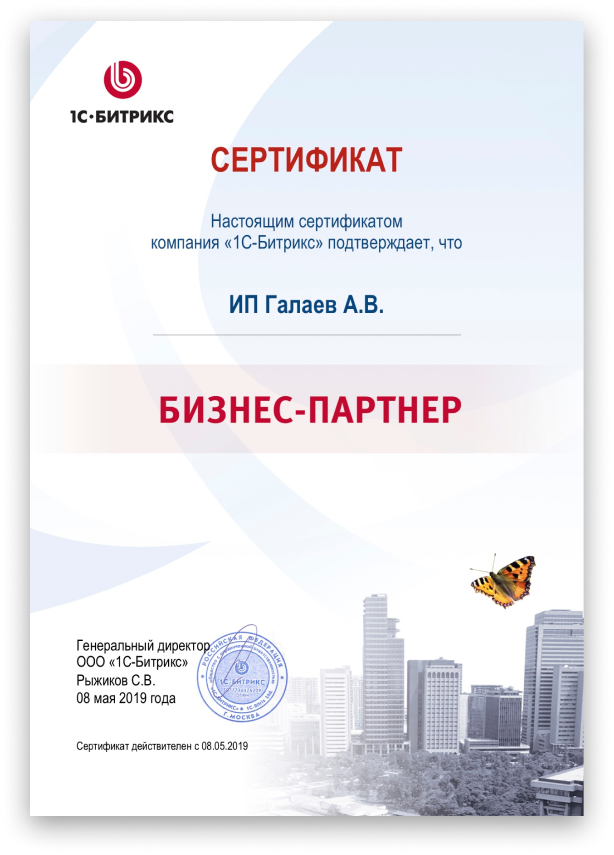 1С•БИТРИКС
СЕРТИФИКАТ
Настоящим сертификатом
компания «1С-Битрикс» подтверждает, что
ИП Галаев А.В.
БИЗНЕС-ПАРТНЕР
Генеральный директор
ООО «1С-Битрикс»
Рыжиков С.В.
08 мая 2019 года
РОССИЙСКАЯ ФЕДЕРАЦИЯ
1С-БИТРИКС
Г. МОСКВА
Сертификат действителен с 08.05.2019